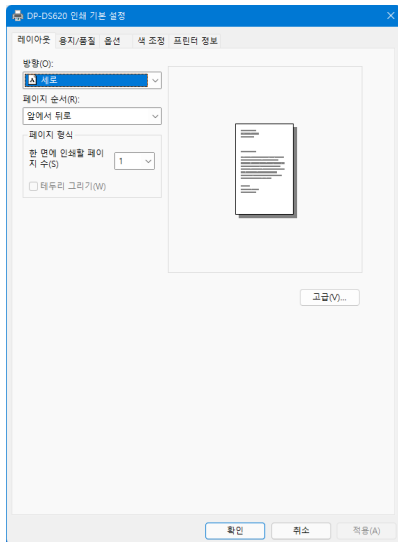 DP-DS620 인쇄 기본 설정
레이아웃 용지/품질 옵션 색 조정 프린터 정보
방향(O):
세로
페이지 순서(R):
앞에서 뒤로
페이지 형식
한 면에 인쇄할 페이
지 수(S)
1
테두리 그리기(W)
고급(V)...
확인 취소 적용(A)